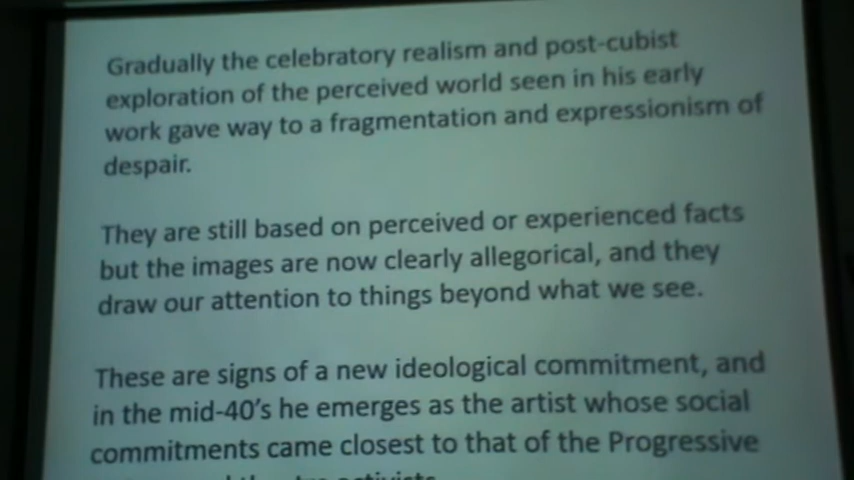 Gradually the celebratory realism and post-cubist
exploration of the perceived world seen in his early
work gave way to a fragmentation and expressionism of
despair.
They are still based on perceived or experienced facts
but the images are now clearly allegorical, and they
draw our attention to things beyond what we see.
These are signs of a new ideological commitment, and
in the mid-40's he emerges as the artist whose social
commitments came closest to that of the Progressive